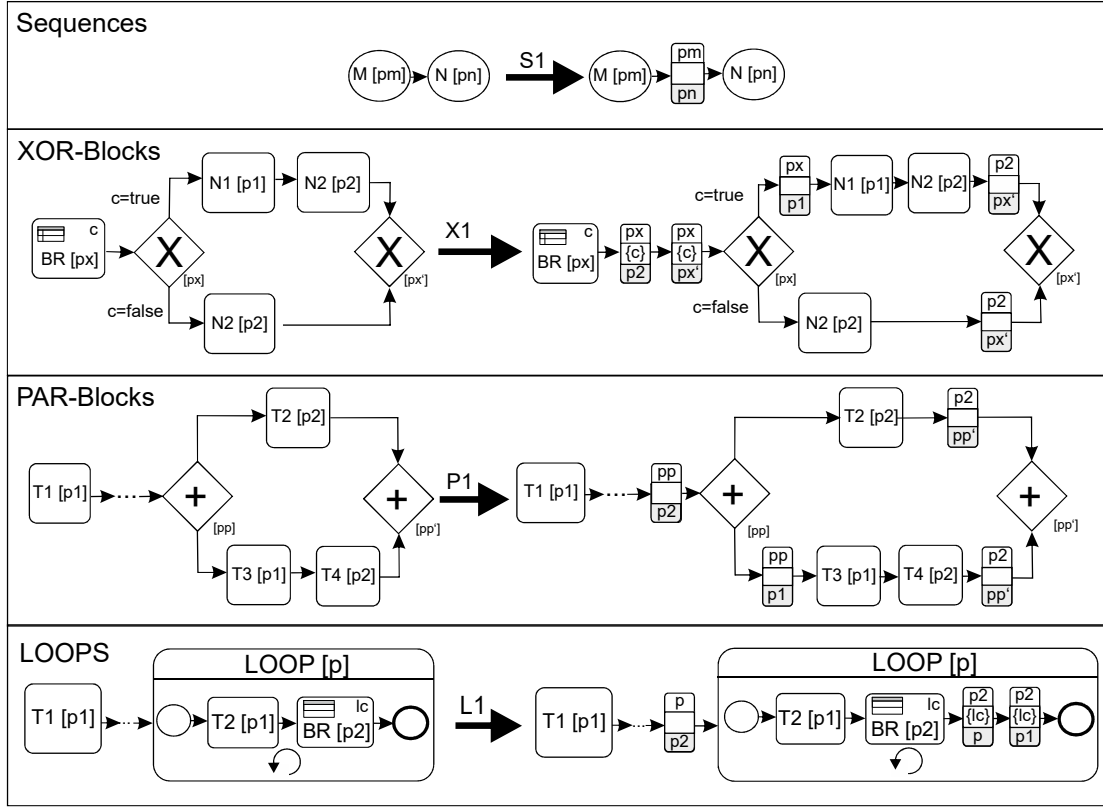 Sequences
M [pm]
N [pn]
S1
M [pm]
pm
pn
N [pn]
XOR-Blocks
c=true
N1 [p1]
N2 [p2]
c
BR [px]
X
[px]
X
[px']
c=false
N2 [p2]
X1
c
BR [px]
px
{c}
p2
px
{c}
px'
c=true
px
p1
N1 [p1]
N2 [p2]
p2
px'
X
[px]
X
[px']
c=false
N2 [p2]
p2
px'
PAR-Blocks
T2 [p2]
T1 [p1]
...
+
[pp]
+
[pp']
T3 [p1]
T4 [p2]
P1
T1 [p1]
...
pp
p2
T2 [p2]
p2
pp'
+
[pp]
+
[pp']
pp
p1
T3 [p1]
T4 [p2]
p2
pp'
LOOPS
LOOP [p]
T1 [p1]
...
T2 [p1]
lc
BR [p2]
L1
T1 [p1]
...
p
p2
LOOP [p]
T2 [p1]
lc
BR [p2]
p2
{lc}
p
p2
{lc}
p1